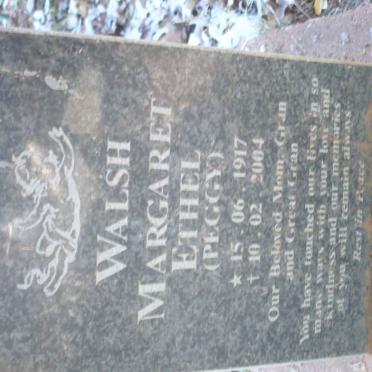 WALSH
MARGARET
ETHEL
(PEGGY)
★ 15 · 06 · 1917
† 10 · 02 · 2004
Our Beloved Mom, Gran
and Great Gran
You have touched our lives in so
many ways with your love and
kindness and our memories
of you will remain always
Rest in Peace